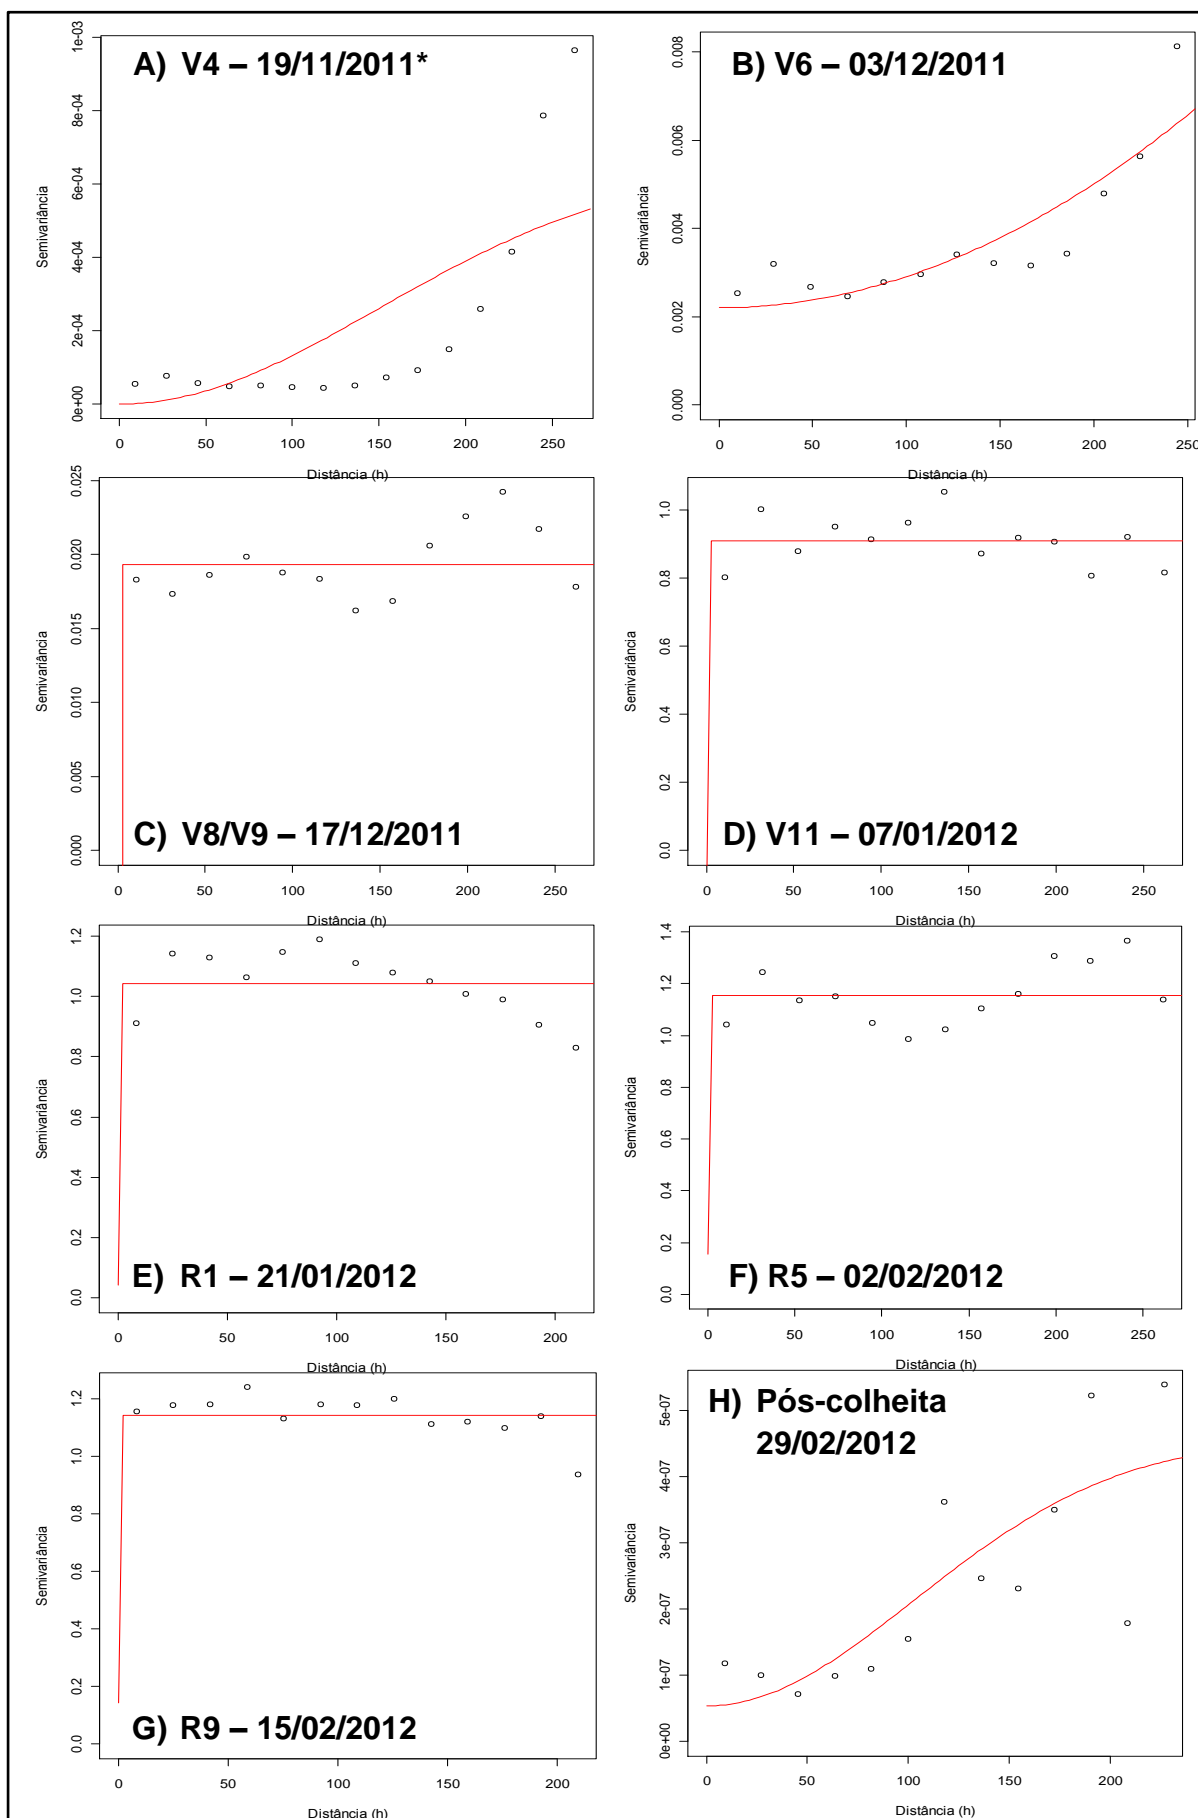 A) V4 – 19/11/2011*
Semivariância
0e+00 2e-04 4e-04 6e-04 8e-04 1e-03
0 50 100 150 200 250
Distância (h)
B) V6 – 03/12/2011
Semivariância
0.000 0.002 0.004 0.006 0.008
0 50 100 150 200 250
C) V8/V9 – 17/12/2011
Semivariância
0.000 0.005 0.010 0.015 0.020 0.025
0 50 100 150 200 250
Distância (h)
D) V11 – 07/01/2012
Semivariância
0.0 0.2 0.4 0.6 0.8 1.0
0 50 100 150 200 250
E) R1 – 21/01/2012
Semivariância
0.0 0.2 0.4 0.6 0.8 1.0 1.2
0 50 100 150 200
Distância (h)
F) R5 – 02/02/2012
Semivariância
0.0 0.2 0.4 0.6 0.8 1.0 1.2 1.4
0 50 100 150 200 250
Distância (h)
G) R9 – 15/02/2012
Semivariância
0.0 0.2 0.4 0.6 0.8 1.0 1.2
0 50 100 150 200
Distância (h)
H) Pós-colheita
29/02/2012
Semivariância
0e+00 1e-07 2e-07 3e-07 4e-07 5e-07
0 50 100 150 200
Distância (h)